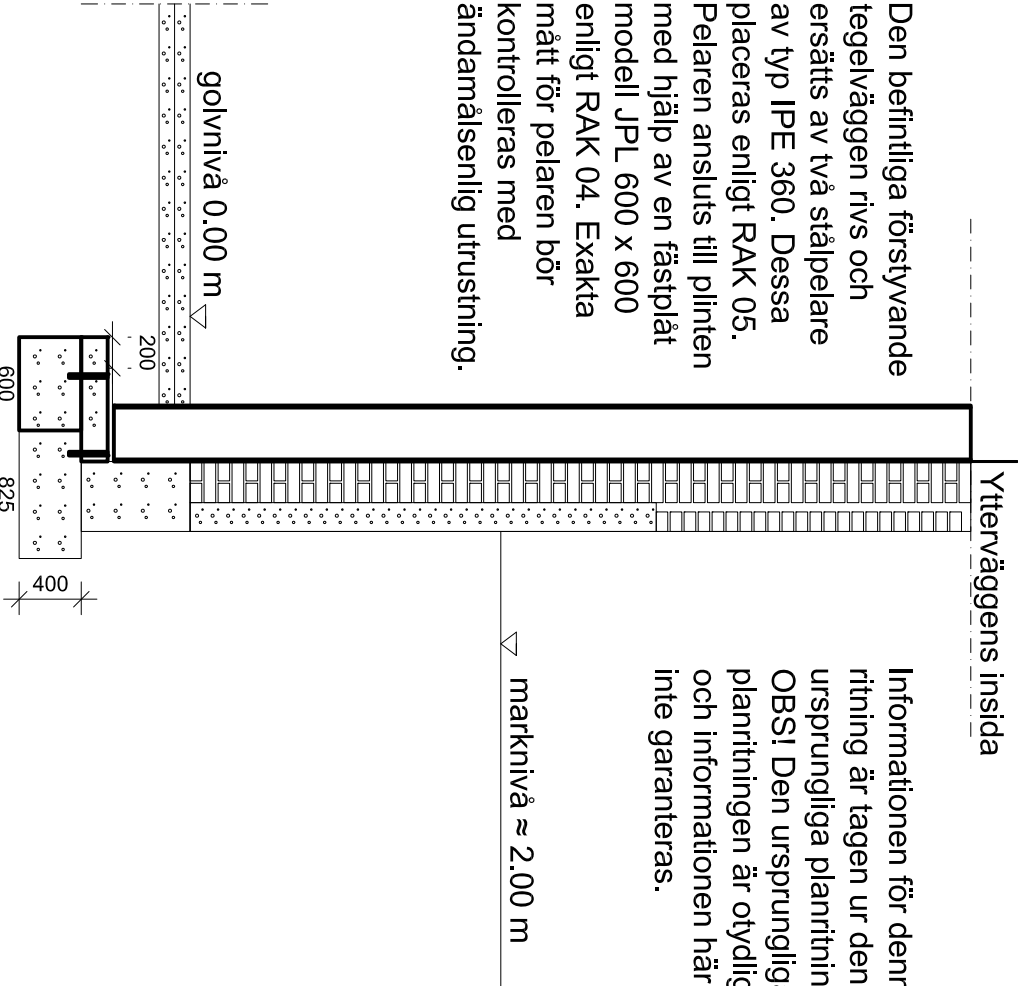 Den befintliga förstyvande
tegelväggen rivs och
ersätts av två stålpelare
av typ IPE 360. Dessa
placeras enligt RAK 05.
Pelaren ansluts till plinten
med hjälp av en fästplåt
modell JPL 600 x 600
enligt RAK 04. Exakta
mått för pelaren bör
kontrolleras med
ändamålsenlig utrustning.
Ytterväggens insida
Informationen för denn
ritning är tagen ur den
ursprungliga planritnin
OBS! Den ursprunglig
planritningen är otydlig
och informationen här
inte garanteras.
golvnivå 0.00 m
marknivå ≈ 2.00 m
200
600
825
400